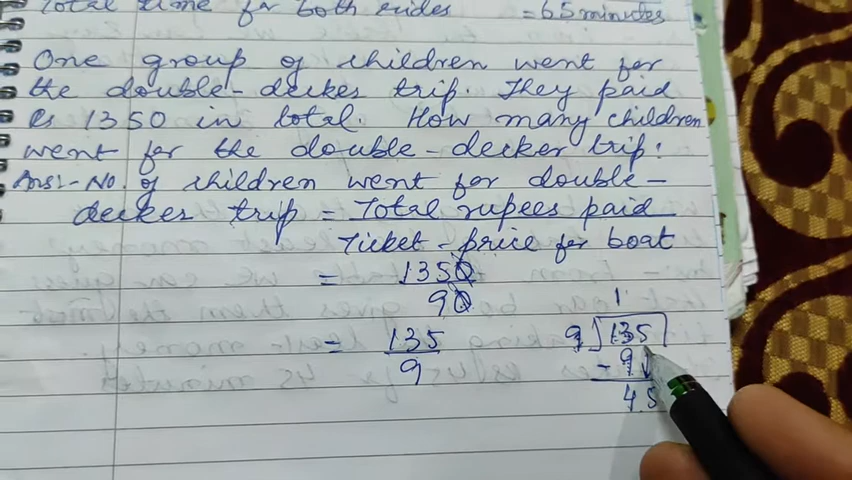 Total time for both rides = 65 minutes
One group of children went for
the double-decker trip. They paid
Rs 1350 in total. How many children
went for the double-decker trip?
Ans:- No. of children went for double-
decker trip = Total rupees paid
Ticket-price for boat
= 1350
90
= 135
9
1
9 135
- 9
45